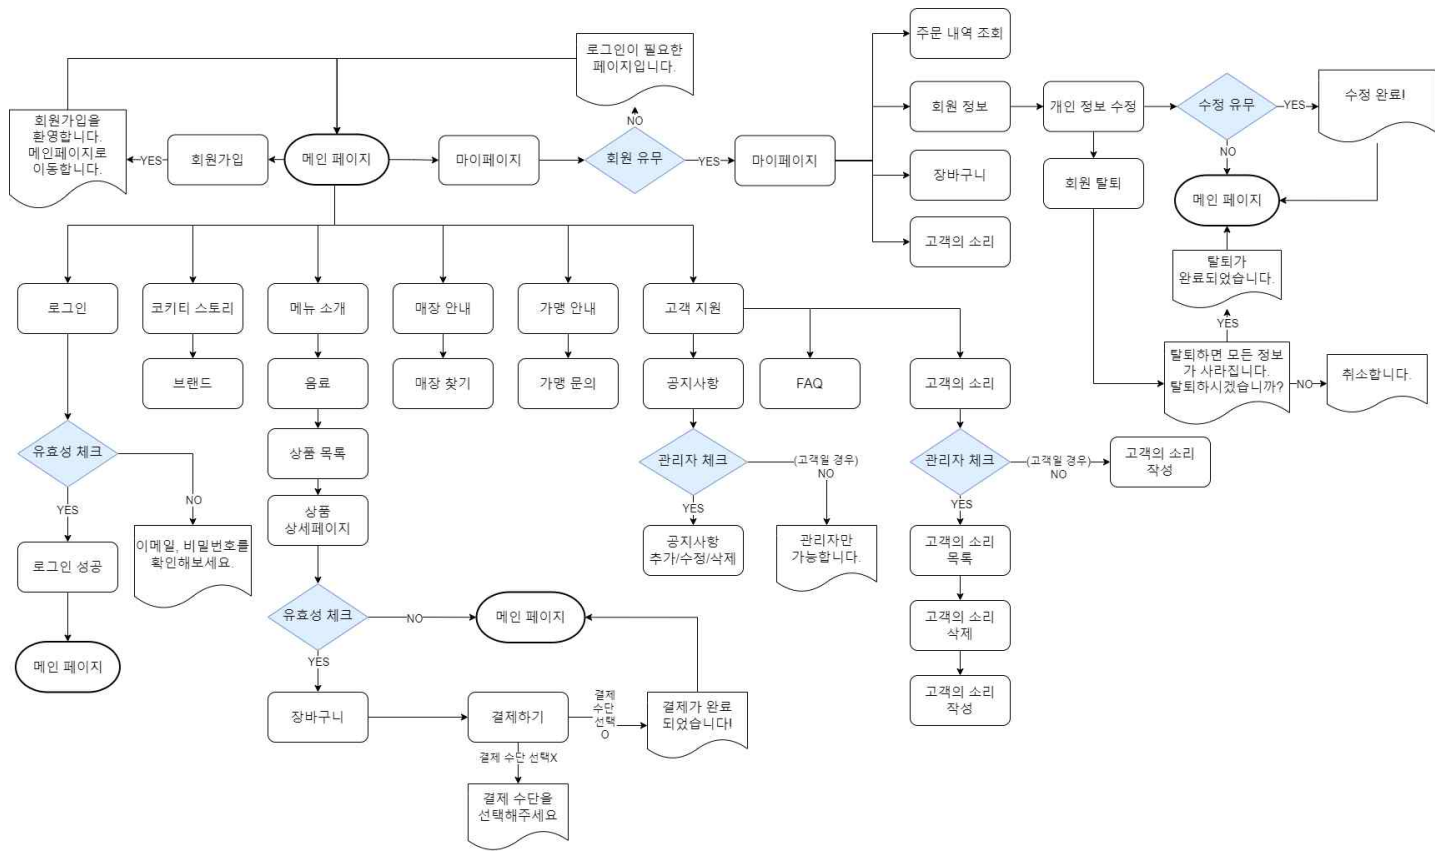 주문 내역 조회
로그인이 필요한
페이지입니다.
회원 정보
개인 정보 수정
수정 유무
YES
수정 완료!
회원가입을
환영합니다.
메인페이지로
이동합니다.
YES
회원가입
메인 페이지
마이페이지
NO
회원 유무
YES
마이페이지
NO
장바구니
회원 탈퇴
메인 페이지
고객의 소리
탈퇴가
완료되었습니다.
로그인
코키티 스토리
메뉴 소개
매장 안내
가맹 안내
고객 지원
YES
브랜드
음료
매장 찾기
가맹 문의
공지사항
FAQ
고객의 소리
탈퇴하면 모든 정보
가 사라집니다.
탈퇴하시겠습니까?
NO
취소합니다.
유효성 체크
상품 목록
관리자 체크
(고객일 경우)
NO
관리자 체크
(고객일 경우)
NO
고객의 소리
작성
NO
YES
상품
상세페이지
YES
YES
이메일, 비밀번호를
확인해보세요.
로그인 성공
공지사항
추가/수정/삭제
관리자만
가능합니다.
고객의 소리
목록
유효성 체크
NO
메인 페이지
고객의 소리
삭제
메인 페이지
YES
장바구니
결제하기
결제
수단
선택
O
결제가 완료
되었습니다!
고객의 소리
작성
결제 수단 선택X
결제 수단을
선택해주세요